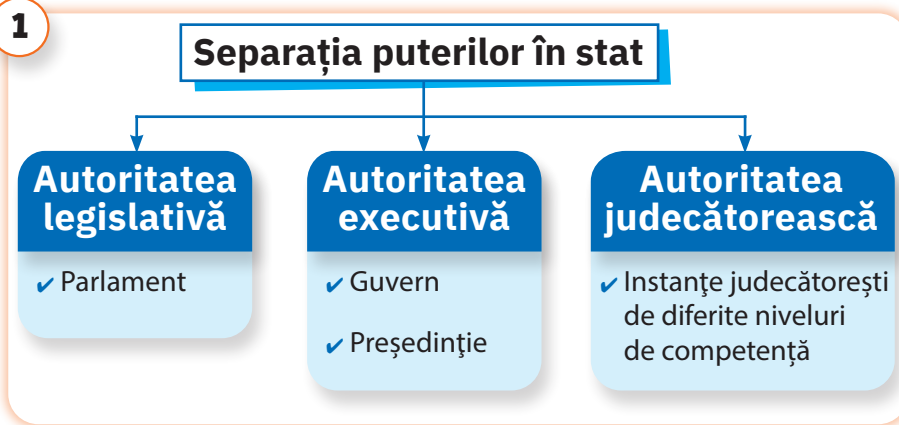 1
Separația puterilor în stat
Autoritatea
legislativă
✔ Parlament
Autoritatea
executivă
✔ Guvern
✔ Președinţie
Autoritatea
judecătorească
✔ Instanţe judecătorești
de diferite niveluri
de competență